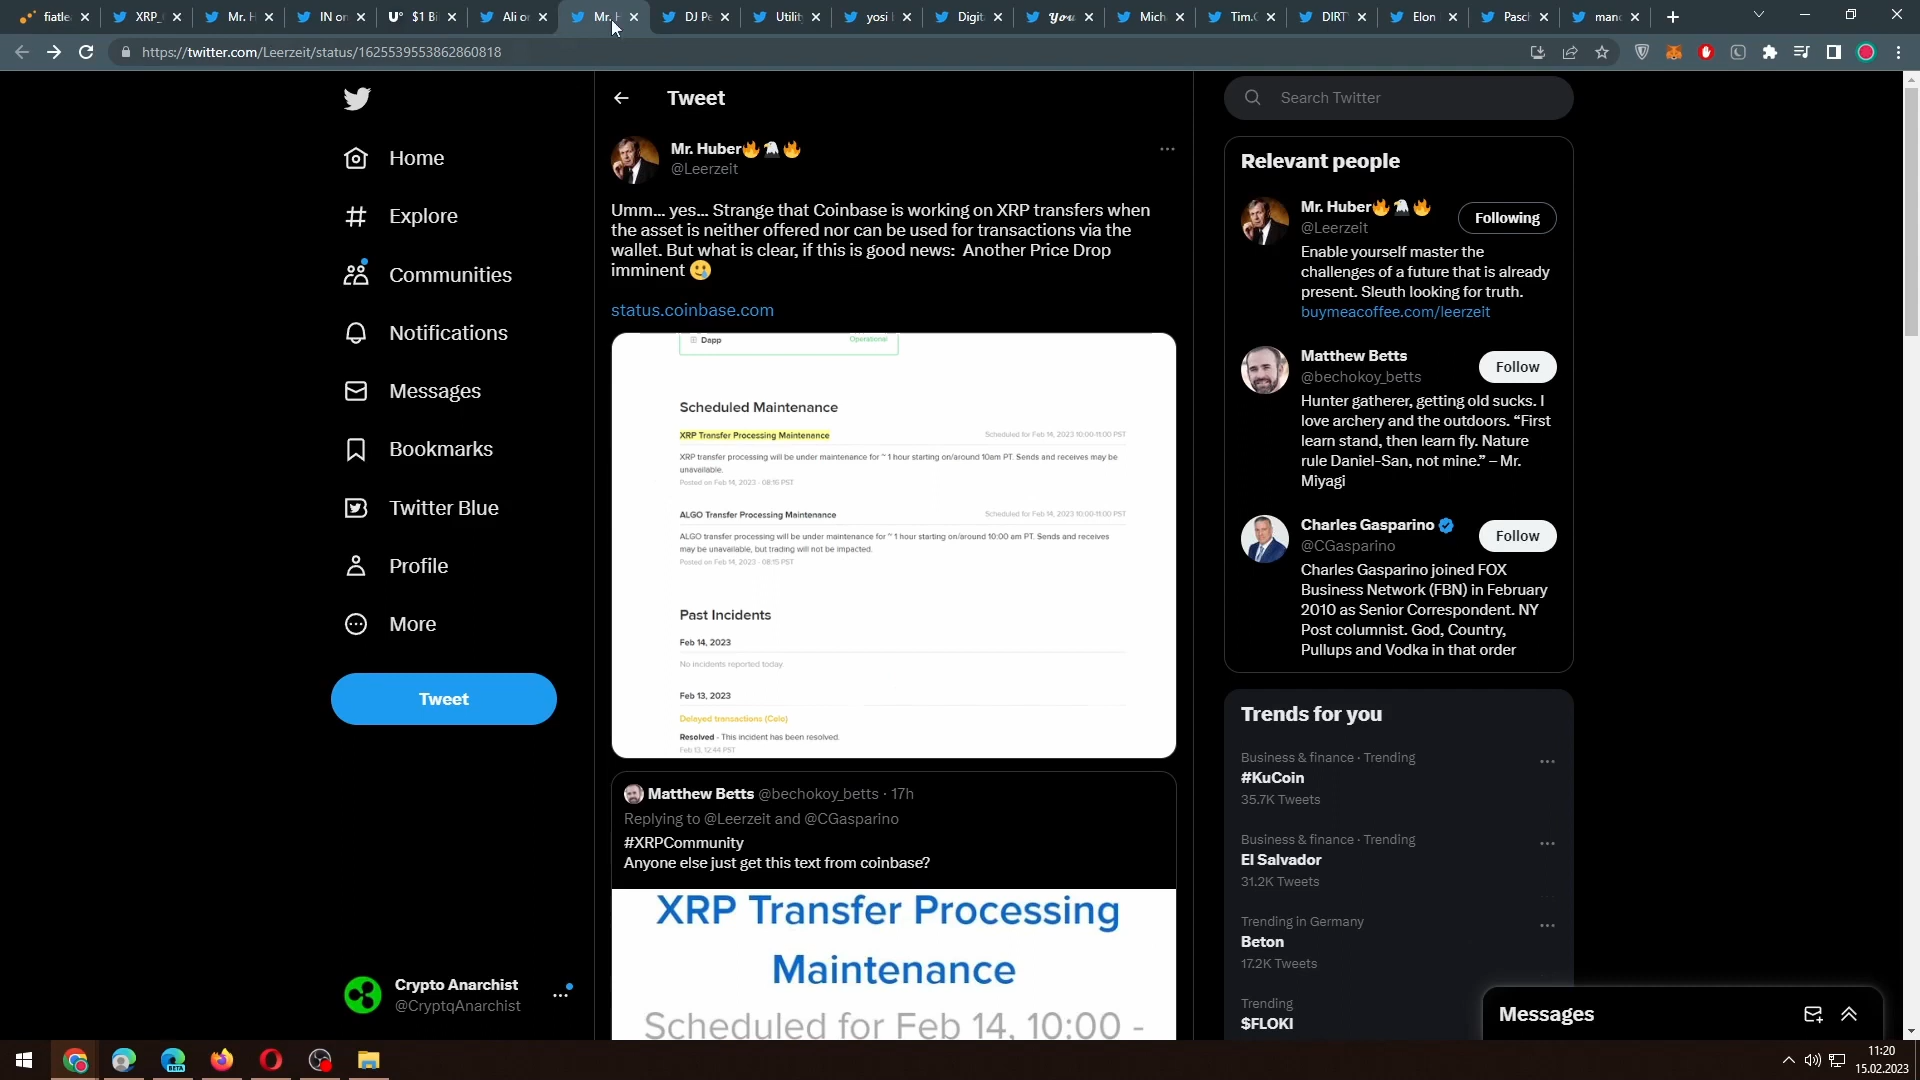 fiatle
XRP_
Mr. H
IN on
$1 Bi
Ali o
Mr. H
DJ Pe
Utility
yosi
Digit
You
Mich
Tim.
DIRT
Elon
Pasc
manc
https://twitter.com/Leerzeit/status/1625539553862860818
Home
Explore
Communities
Notifications
Messages
Bookmarks
Twitter Blue
Profile
More
Tweet
Crypto Anarchist
@CryptqAnarchist
Tweet
Mr. Huber🔥🦅🔥
@Leerzeit
Umm... yes... Strange that Coinbase is working on XRP transfers when
the asset is neither offered nor can be used for transactions via the
wallet. But what is clear, if this is good news: Another Price Drop
imminent 🥲
status.coinbase.com
Dapp Operational
Scheduled Maintenance
XRP Transfer Processing Maintenance Scheduled for Feb 14, 2023 10:00-11:00 PST
XRP transfer processing will be under maintenance for ~ 1 hour starting on/around 10am PT. Sends and receives may be
unavailable.
Posted on Feb 14, 2023 - 08:16 PST
ALGO Transfer Processing Maintenance Scheduled for Feb 14, 2023 10:00-11:00 PST
ALGO transfer processing will be under maintenance for ~ 1 hour starting on/around 10:00 am PT. Sends and receives
may be unavailable, but trading will not be impacted.
Posted on Feb 14, 2023 - 08:15 PST
Past Incidents
Feb 14, 2023
No incidents reported today.
Feb 13, 2023
Delayed transactions (Celo)
Resolved - This incident has been resolved.
Feb 13, 12:44 PST
Matthew Betts @bechokoy_betts · 17h
Replying to @Leerzeit and @CGasparino
#XRPCommunity
Anyone else just get this text from coinbase?
XRP Transfer Processing
Maintenance
Scheduled for Feb 14, 10:00 -
Search Twitter
Relevant people
Mr. Huber🔥🦅🔥
@Leerzeit
Following
Enable yourself master the
challenges of a future that is already
present. Sleuth looking for truth.
buymeacoffee.com/leerzeit
Matthew Betts
@bechokoy_betts
Follow
Hunter gatherer, getting old sucks. I
love archery and the outdoors. “First
learn stand, then learn fly. Nature
rule Daniel-San, not mine.” – Mr.
Miyagi
Charles Gasparino
@CGasparino
Follow
Charles Gasparino joined FOX
Business Network (FBN) in February
2010 as Senior Correspondent. NY
Post columnist. God, Country,
Pullups and Vodka in that order
Trends for you
Business & finance · Trending
#KuCoin
35.7K Tweets
Business & finance · Trending
El Salvador
31.2K Tweets
Trending in Germany
Beton
17.2K Tweets
Trending
$FLOKI
Messages
BETA
11:20
15.02.2023